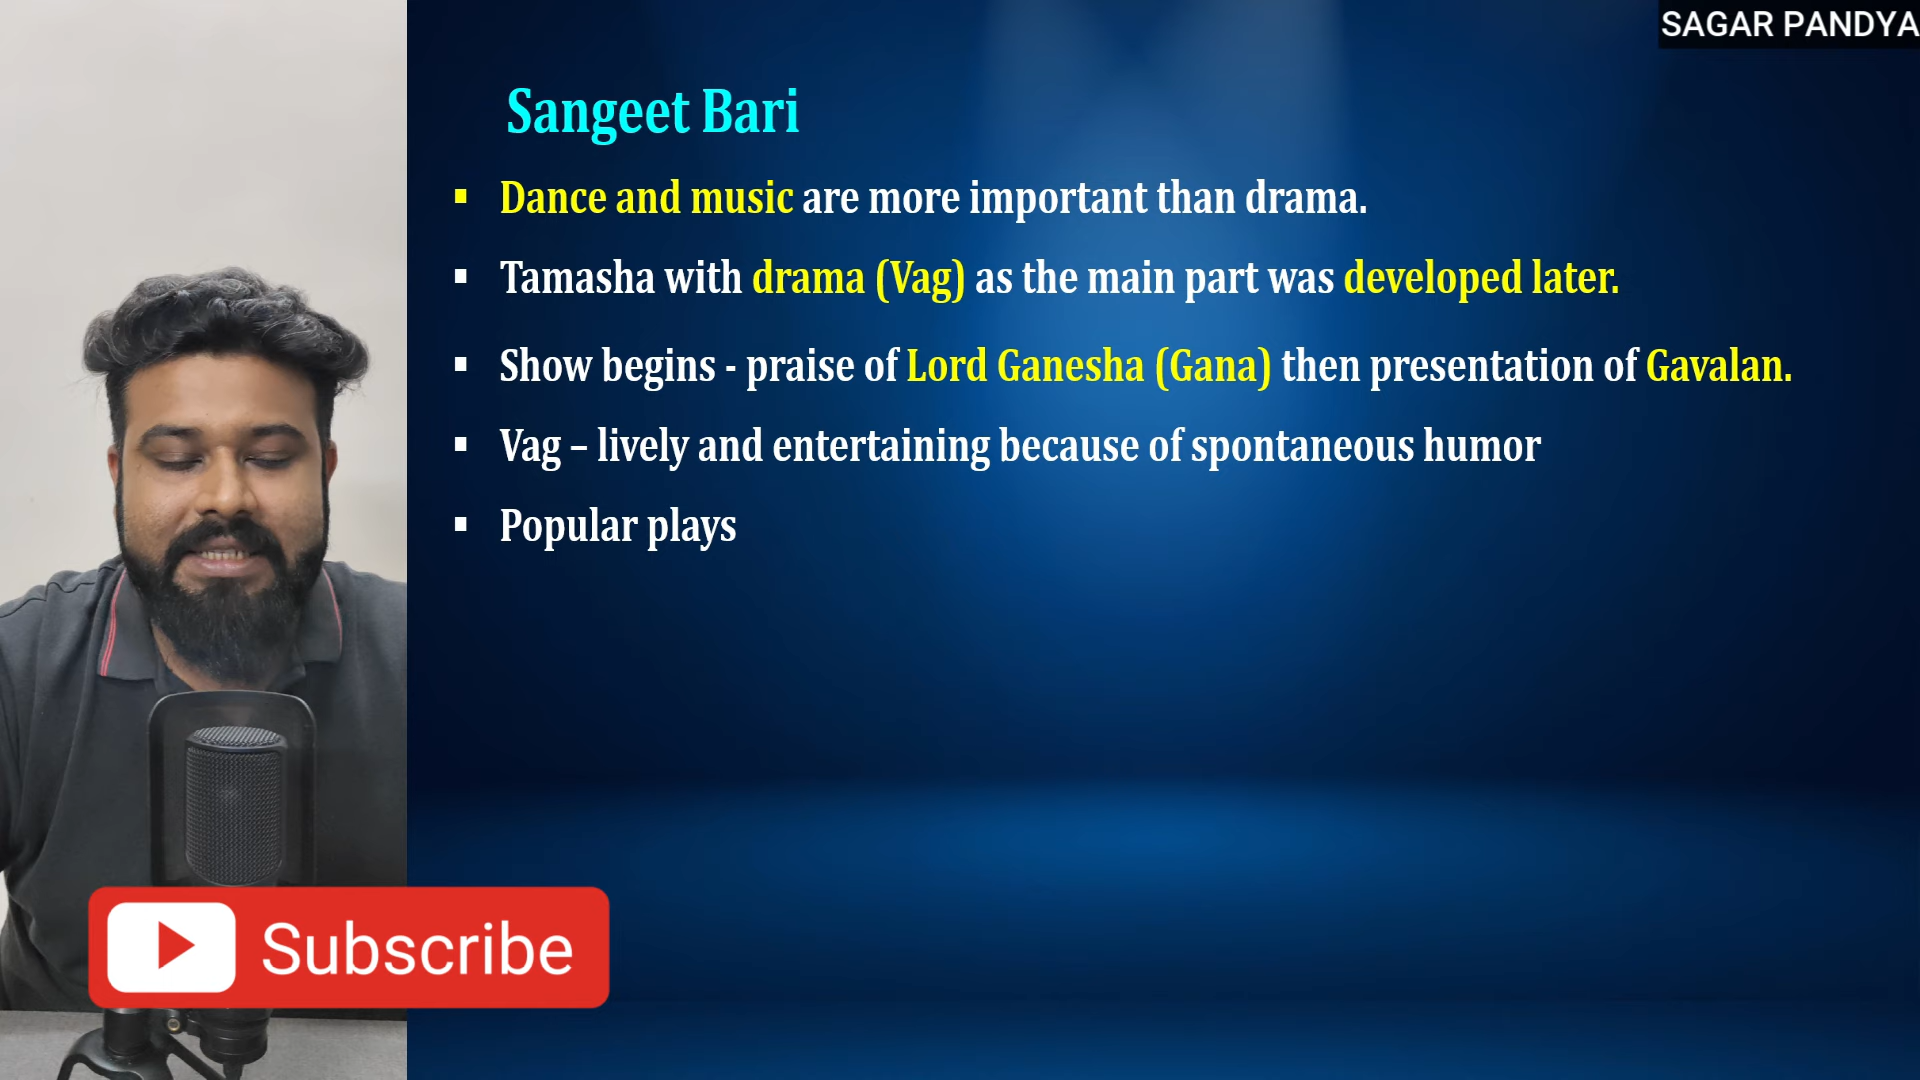 SAGAR PANDYA
Sangeet Bari
▪ Dance and music are more important than drama.
▪ Tamasha with drama (Vag) as the main part was developed later.
▪ Show begins - praise of Lord Ganesha (Gana) then presentation of Gavalan.
▪ Vag – lively and entertaining because of spontaneous humor
▪ Popular plays
Subscribe